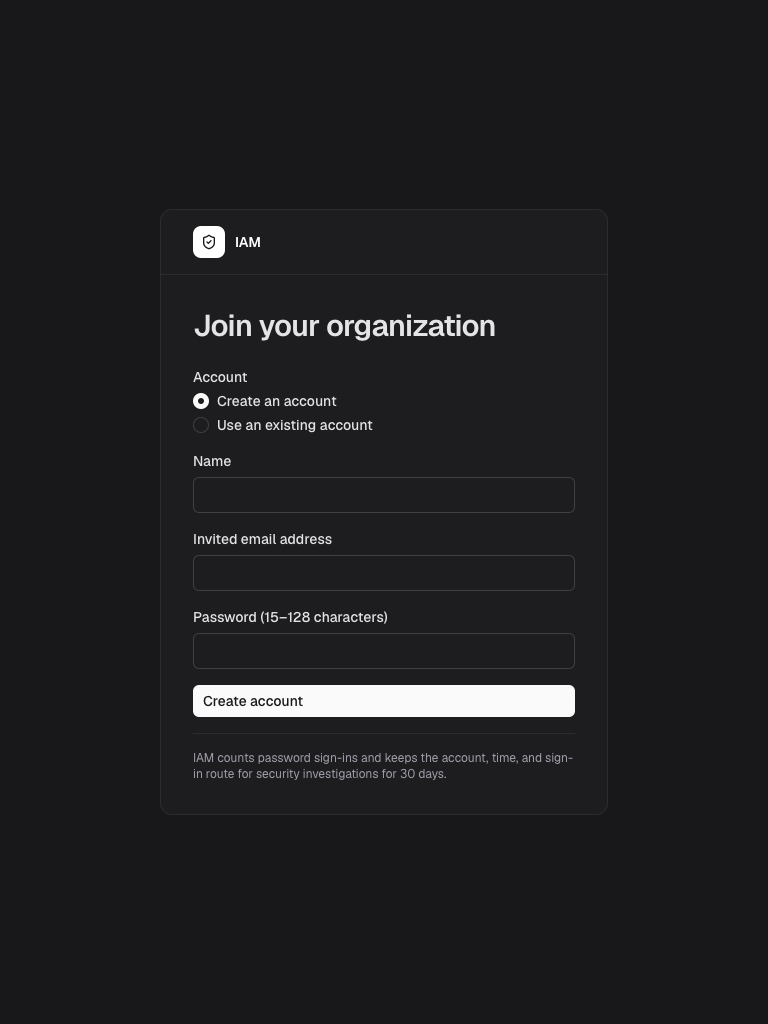 IAM
Join your organization
Account
Create an account
Use an existing account
Name
Invited email address
Password (15–128 characters)
Create account
IAM counts password sign-ins and keeps the account, time, and sign-
in route for security investigations for 30 days.